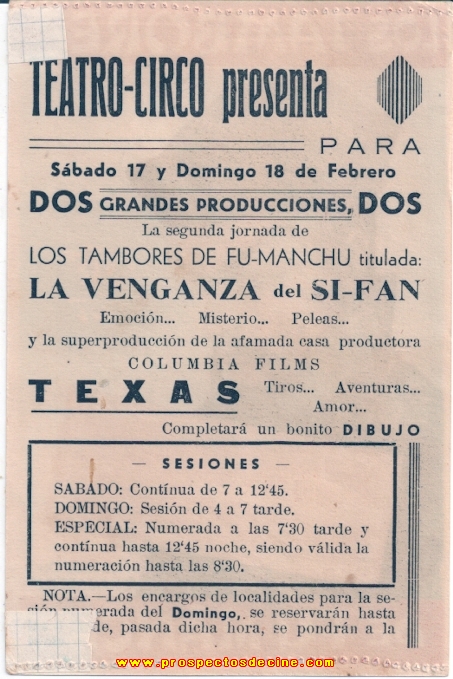 TEATRO-CIRCO presenta
PARA
Sábado 17 y Domingo 18 de Febrero
DOS GRANDES PRODUCCIONES, DOS
La segunda jornada de
LOS TAMBORES DE FU-MANCHU titulada:
LA VENGANZA del SI-FAN
Emoción... Misterio... Peleas...
y la superproducción de la afamada casa productora
COLUMBIA FILMS
TEXAS Tiros... Aventuras...
Amor...
Completará un bonito DIBUJO
— SESIONES —
SABADO: Contínua de 7 a 12'45.
DOMINGO: Sesión de 4 a 7 tarde.
ESPECIAL: Numerada a las 7'30 tarde y
contínua hasta 12'45 noche, siendo válida la
numeración hasta las 8'30.
NOTA.—Los encargos de localidades para la se-
sión numerada del Domingo, se reservarán hasta
de, pasada dicha hora, se pondrán a la
www.prospectosdecine.com